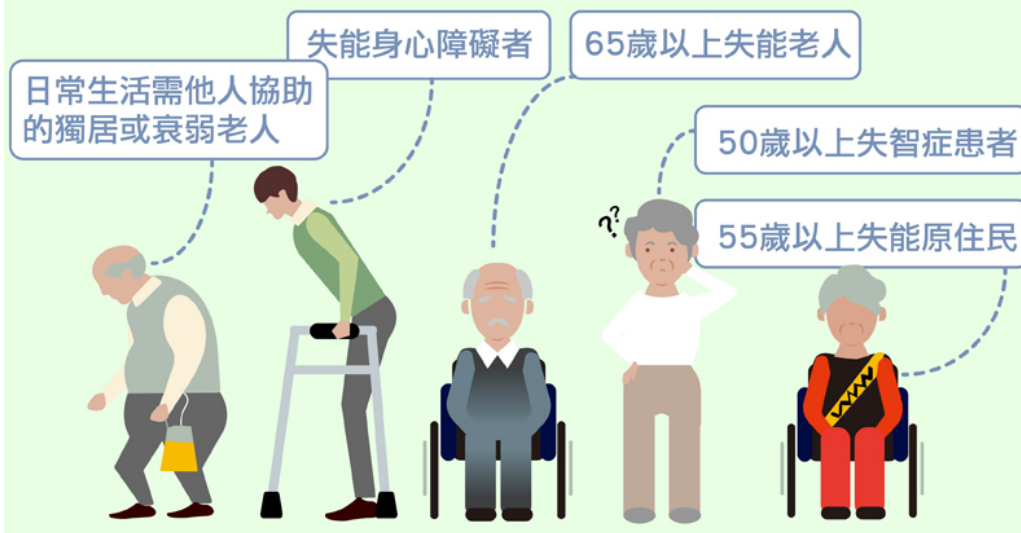 失能身心障礙者
65歲以上失能老人
日常生活需他人協助
的獨居或衰弱老人
50歲以上失智症患者
??
?
55歲以上失能原住民